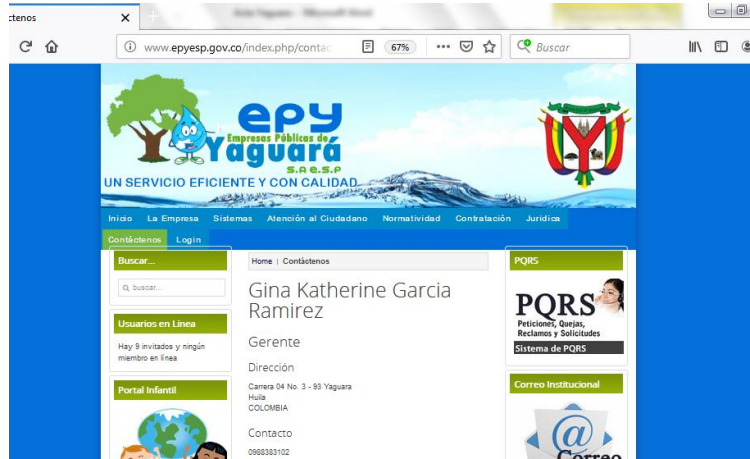 ctenos
www.epyesp.gov.co/index.php/contac
67%
Buscar
epy
Empresas Públicas de
Yaguará
S.A e.S.P
UN SERVICIO EFICIENTE Y CON CALIDAD
Inicio La Empresa Sistemas Atención al Ciudadano Normatividad Contratación Juridica
Contáctenos Login
Buscar...
buscar...
Usuarios en Linea
Hay 9 invitados y ningún
miembro en línea
Portal Infantil
Home | Contáctenos
Gina Katherine Garcia
Ramirez
Gerente
Dirección
Carrera 04 No. 3 - 93 Yaguara
Huila
COLOMBIA
Contacto
0988383102
PQRS
PQRS
Peticiones, Quejas,
Reclamos y Solicitudes
Sistema de PQRS
Correo Institucional
@
Correo